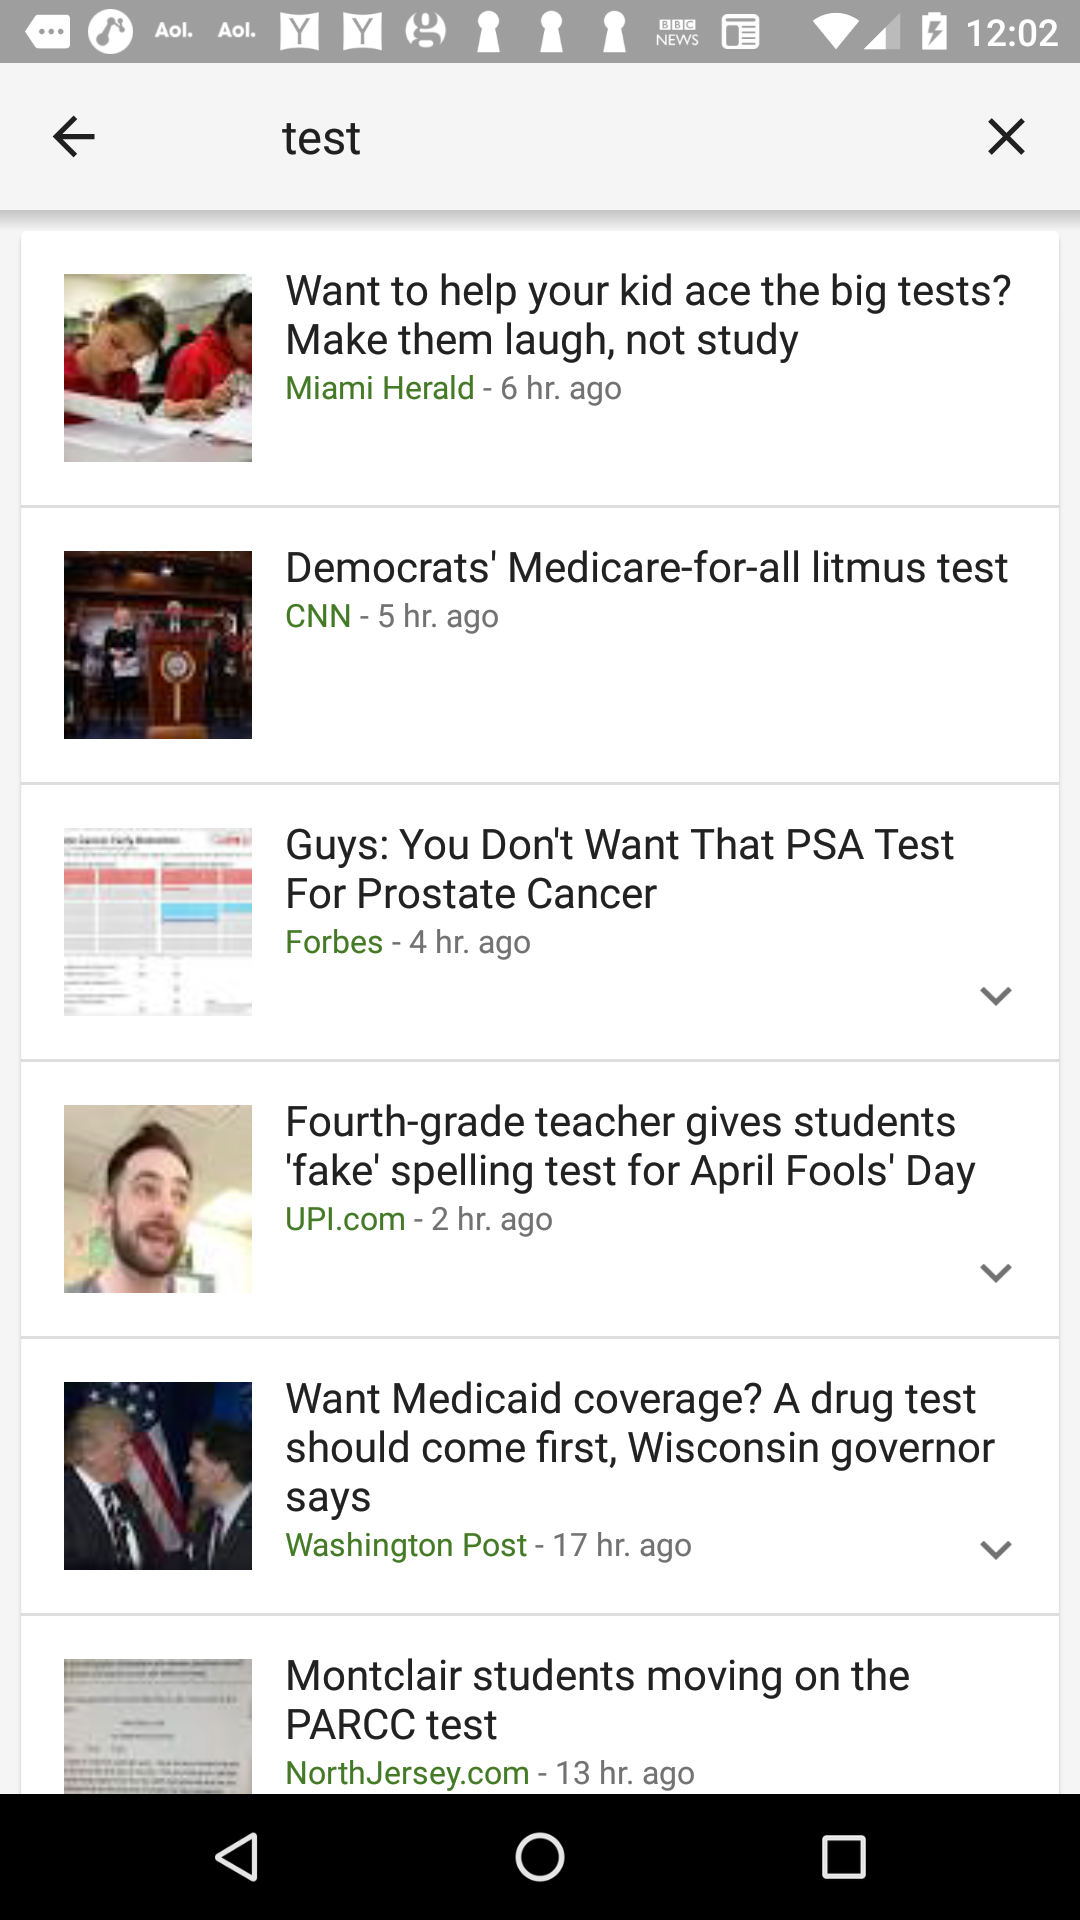 Aol. Aol. Y Y BBC NEWS 12:02
test
Want to help your kid ace the big tests?
Make them laugh, not study
Miami Herald - 6 hr. ago
Democrats' Medicare-for-all litmus test
CNN - 5 hr. ago
Guys: You Don't Want That PSA Test
For Prostate Cancer
Forbes - 4 hr. ago
Fourth-grade teacher gives students
'fake' spelling test for April Fools' Day
UPI.com - 2 hr. ago
Want Medicaid coverage? A drug test
should come first, Wisconsin governor
says
Washington Post - 17 hr. ago
Montclair students moving on the
PARCC test
NorthJersey.com - 13 hr. ago